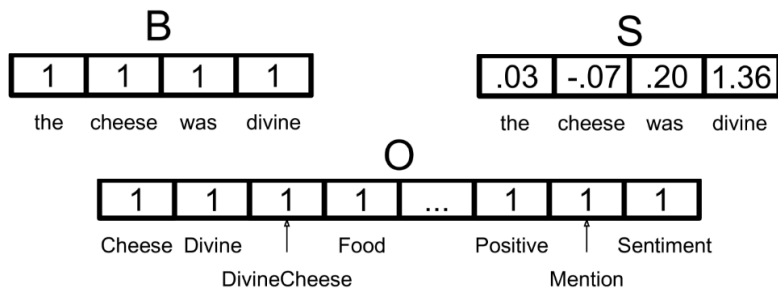 B
S
1 1 1 1
.03 -.07 .20 1.36
the cheese was divine
the cheese was divine
O
1 1 1 1 ... 1 1 1
Cheese Divine Food Positive Sentiment
DivineCheese Mention